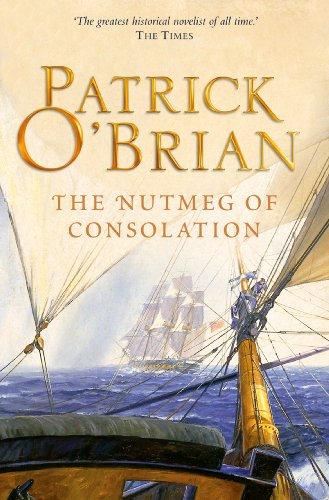 ‘The greatest historical novelist of all time.’
THE TIMES
PATRICK
O’BRIAN
THE NUTMEG OF
CONSOLATION